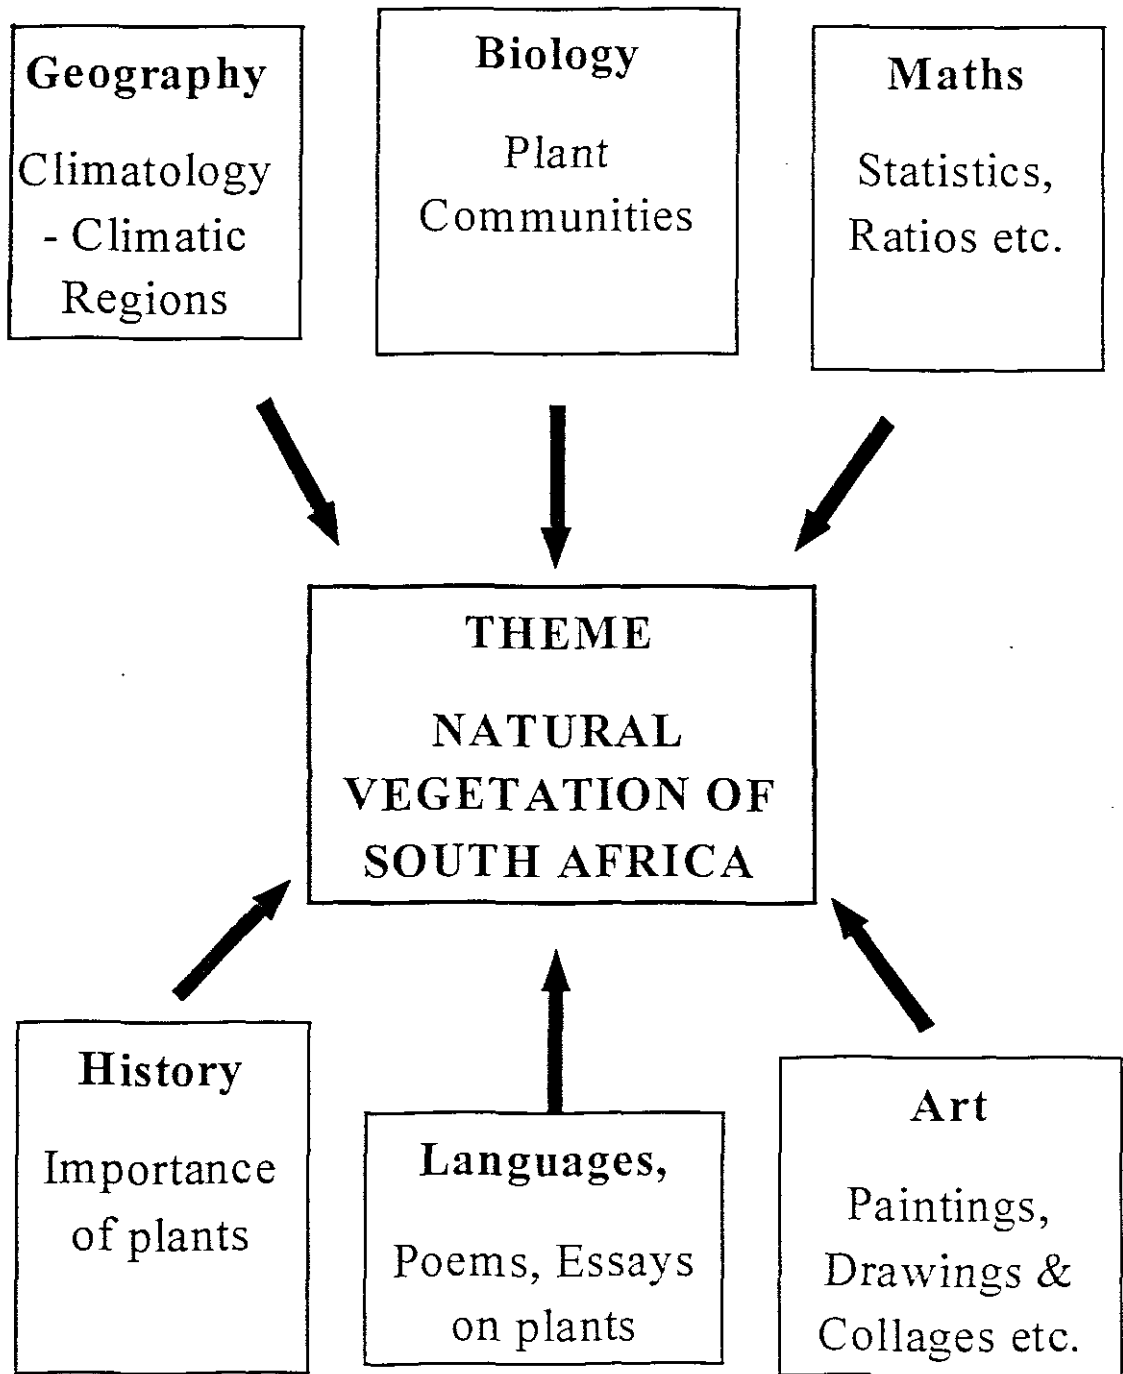 Geography
Climatology
- Climatic
Regions
Biology
Plant
Communities
Maths
Statistics,
Ratios etc.
THEME
NATURAL
VEGETATION OF
SOUTH AFRICA
History
Importance
of plants
Languages,
Poems, Essays
on plants
Art
Paintings,
Drawings &
Collages etc.